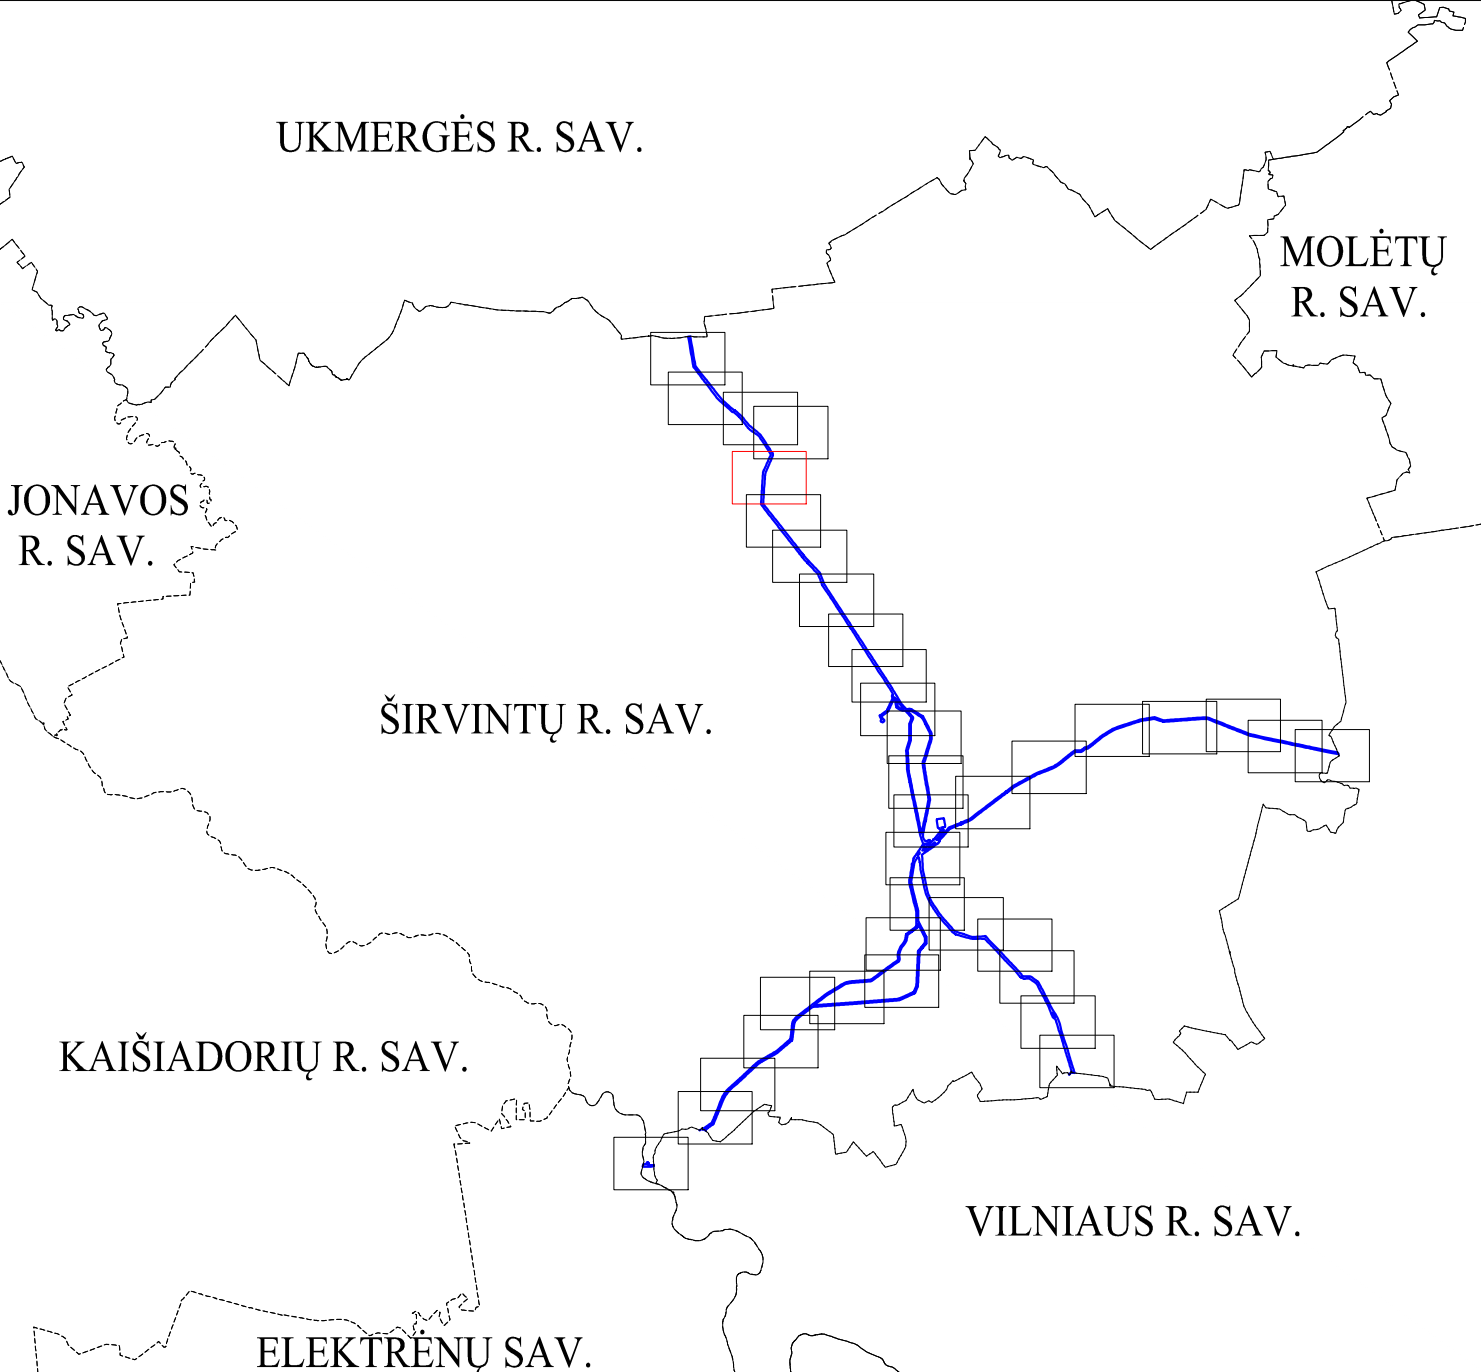 UKMERGĖS R. SAV.
MOLĖTŲ
R. SAV.
JONAVOS
R. SAV.
ŠIRVINTŲ R. SAV.
KAIŠIADORIŲ R. SAV.
VILNIAUS R. SAV.
ELEKTRĖNŲ SAV.